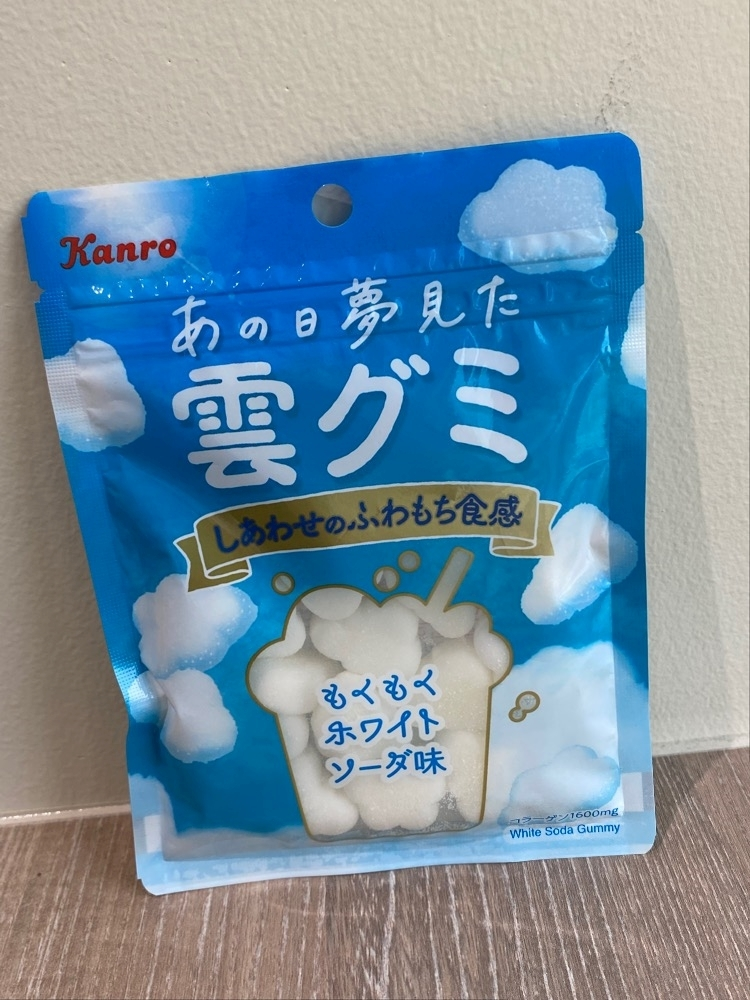 Kanro
あの日夢見た
雲グミ
しあわせのふわもち食感
もくもく
ホワイト
ソーダ味
コラーゲン1600mg
White Soda Gummy